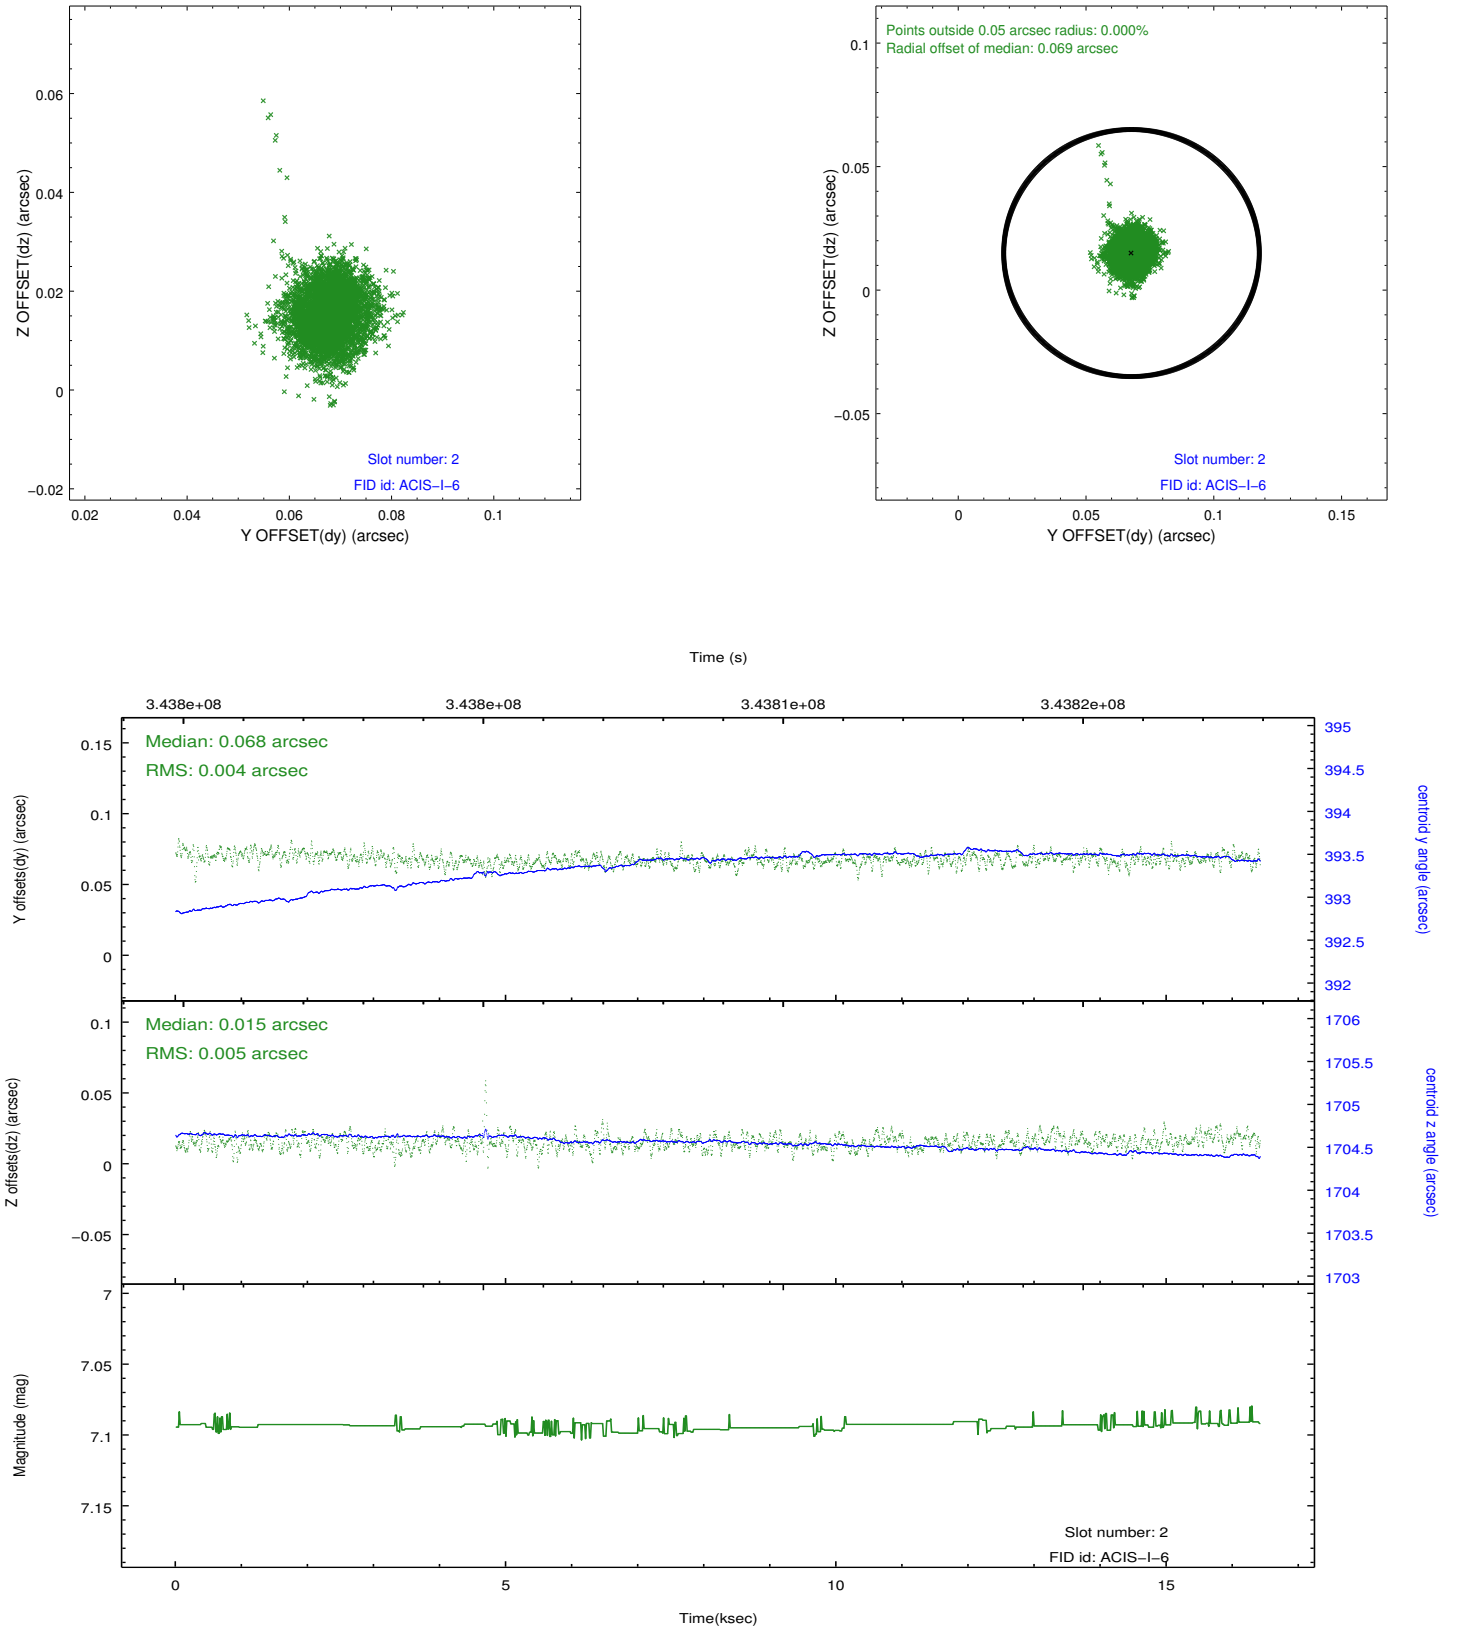 0.06
0.04
0.02
0
−0.02
0.02
0.04
0.06
0.08
0.1
Z OFFSET(dz) (arcsec)
Y OFFSET(dy) (arcsec)
Slot number: 2
FID id: ACIS−I−6
Points outside 0.05 arcsec radius: 0.000%
Radial offset of median: 0.069 arcsec
0.1
0.05
0
−0.05
0
0.05
0.1
0.15
Z OFFSET(dz) (arcsec)
Y OFFSET(dy) (arcsec)
Slot number: 2
FID id: ACIS−I−6
Time (s)
3.438e+08
3.438e+08
3.4381e+08
3.4382e+08
Median: 0.068 arcsec
RMS: 0.004 arcsec
0.15
0.1
0.05
0
Y offsets(dy) (arcsec)
395
394.5
394
393.5
393
392.5
392
centroid y angle (arcsec)
Median: 0.015 arcsec
RMS: 0.005 arcsec
0.1
0.05
0
−0.05
Z offsets(dz) (arcsec)
1706
1705.5
1705
1704.5
1704
1703.5
1703
centroid z angle (arcsec)
7
7.05
7.1
7.15
Magnitude (mag)
Slot number: 2
FID id: ACIS−I−6
0
5
10
15
Time(ksec)